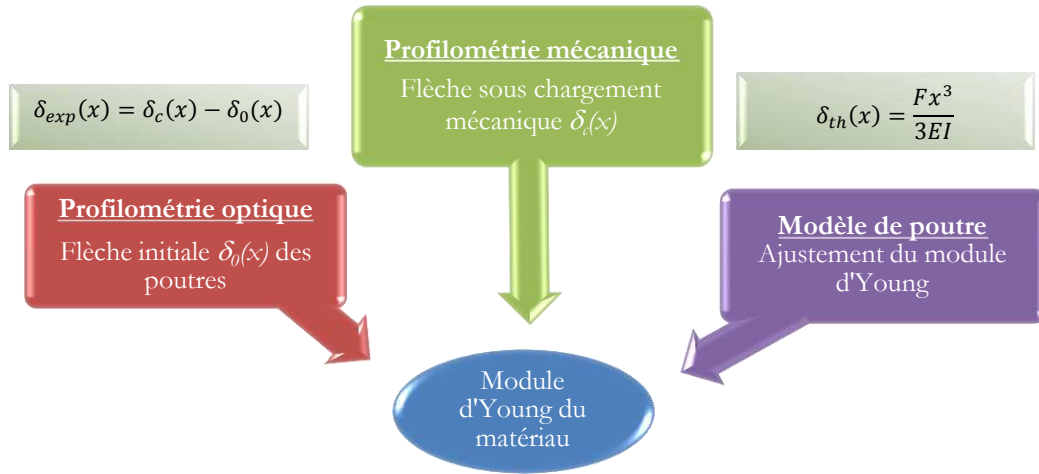 Profilométrie mécanique
Flèche sous chargement
mécanique δc(x)
δexp(x) = δc(x) − δ0(x)
δth(x) = Fx³/3EI
Profilométrie optique
Flèche initiale δ0(x) des
poutres
Modèle de poutre
Ajustement du module
d'Young
Module
d'Young du
matériau